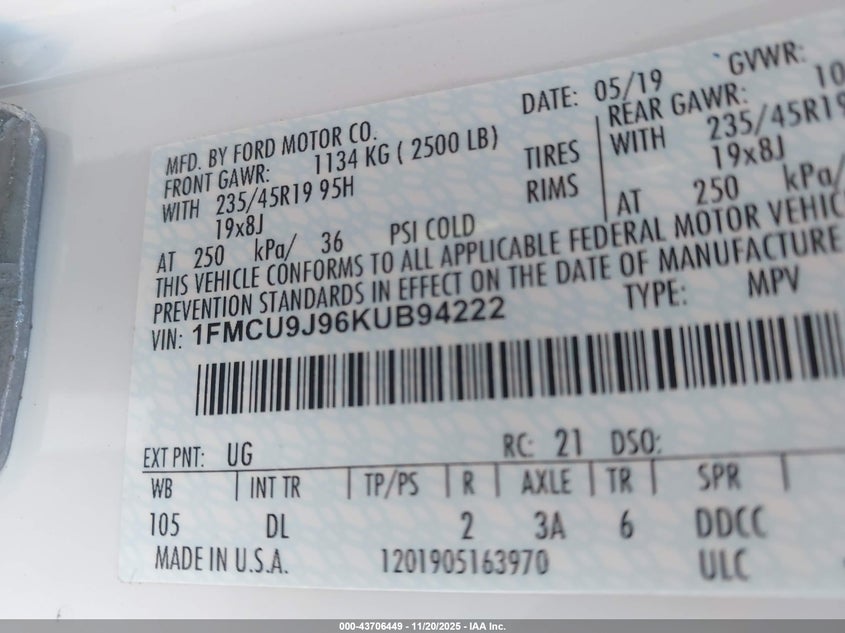 MFD. BY FORD MOTOR CO.
DATE: 05/19
GVWR:
FRONT GAWR: 1134 KG ( 2500 LB)
REAR GAWR: 10
WITH 235/45R19 95H TIRES
WITH 235/45R19
19x8J RIMS
19x8J
AT 250 kPa/ 36 PSI COLD
AT 250 kPa/
THIS VEHICLE CONFORMS TO ALL APPLICABLE FEDERAL MOTOR
PREVENTION STANDARDS IN EFFECT ON THE DATE OF MANUFACTURE
VIN: 1FMCU9J96KUB94222
TYPE: MPV
EXT PNT: UG RC: 21 DSO:
WB INT TR TP/PS R AXLE TR SPR
105 DL 2 3A 6 DDCC
MADE IN U.S.A. 1201905163970 ULC
000-43706449 - 11/20/2025 - IAA Inc.